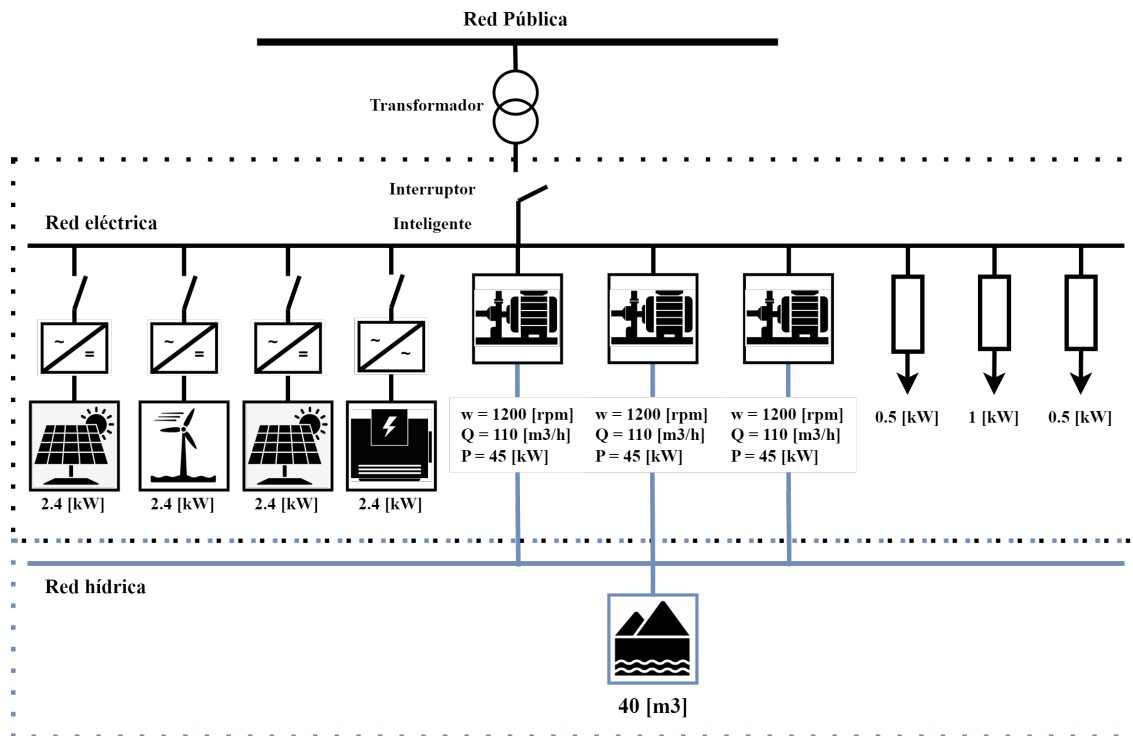 Red Pública
Transformador
Interruptor
Inteligente
Red eléctrica
~
=
~
=
~
=
~
~
2.4 [kW]
2.4 [kW]
2.4 [kW]
2.4 [kW]
w = 1200 [rpm]
Q = 110 [m3/h]
P = 45 [kW]
w = 1200 [rpm]
Q = 110 [m3/h]
P = 45 [kW]
w = 1200 [rpm]
Q = 110 [m3/h]
P = 45 [kW]
0.5 [kW]
1 [kW]
0.5 [kW]
Red hídrica
40 [m3]